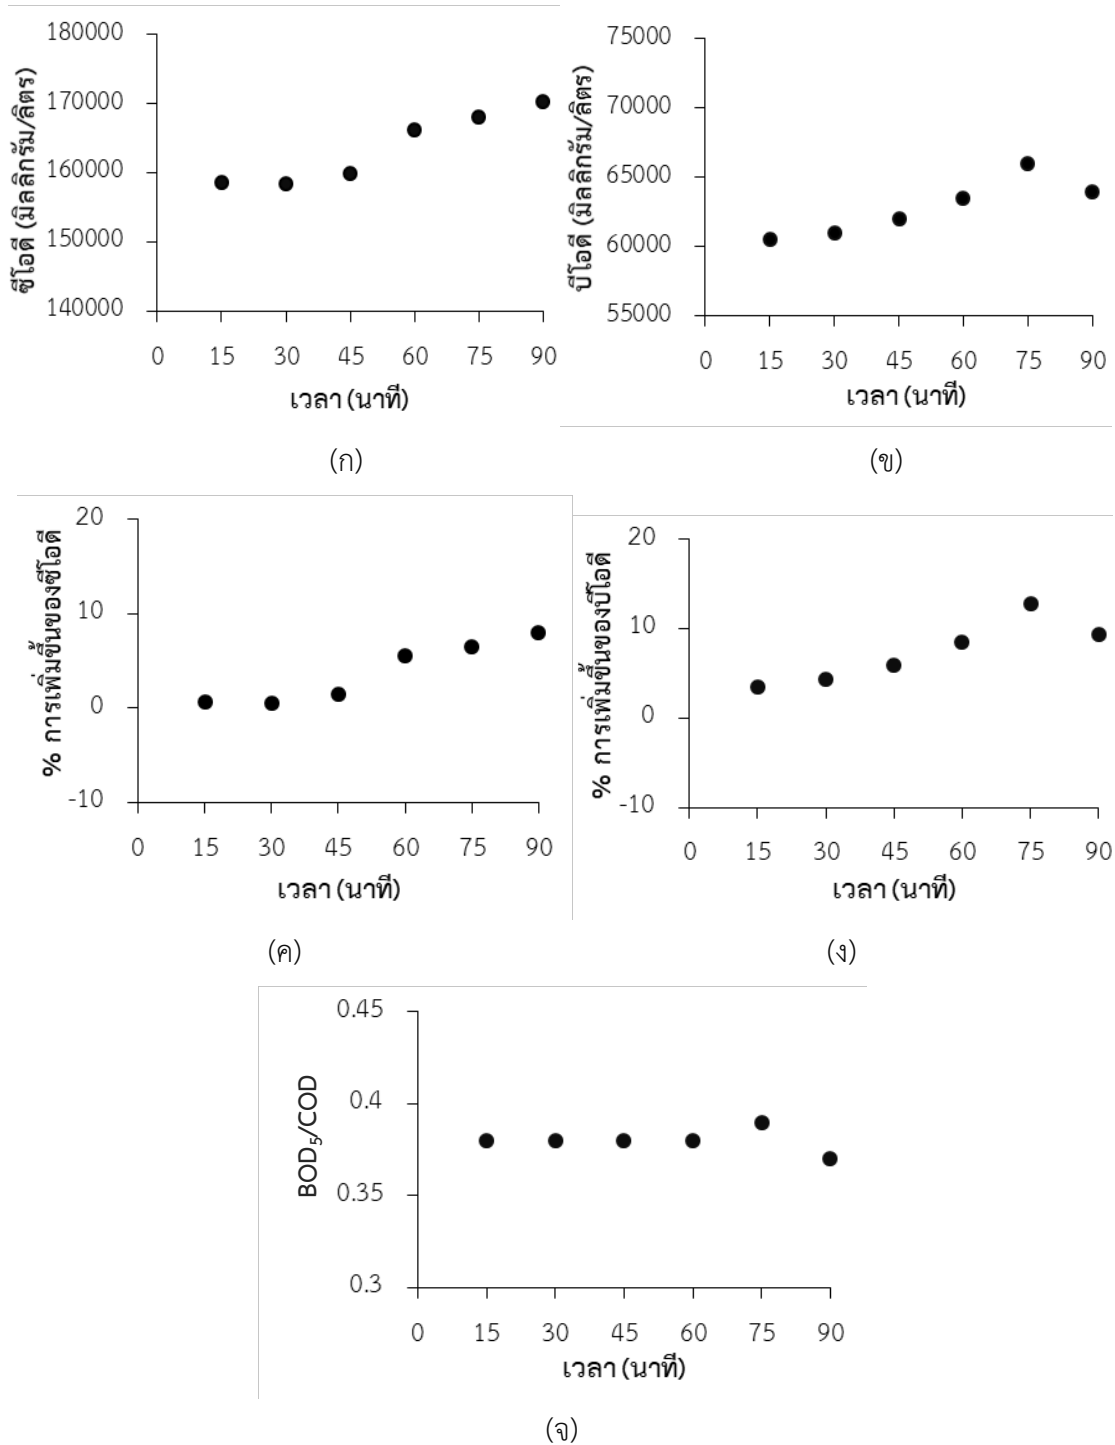 180000
170000
160000
150000
140000
ซีโอดี (มิลลิกรัม/ลิตร)
0 15 30 45 60 75 90
เวลา (นาที)
(ก)
75000
70000
65000
60000
55000
บีโอดี (มิลลิกรัม/ลิตร)
0 15 30 45 60 75 90
เวลา (นาที)
(ข)
20
10
0
-10
% การเพิ่มขึ้นของซีโอดี
0 15 30 45 60 75 90
เวลา (นาที)
(ค)
20
10
0
-10
% การเพิ่มขึ้นของบีโอดี
0 15 30 45 60 75 90
เวลา (นาที)
(ง)
0.45
0.4
0.35
0.3
BOD₅/COD
0 15 30 45 60 75 90
เวลา (นาที)
(จ)